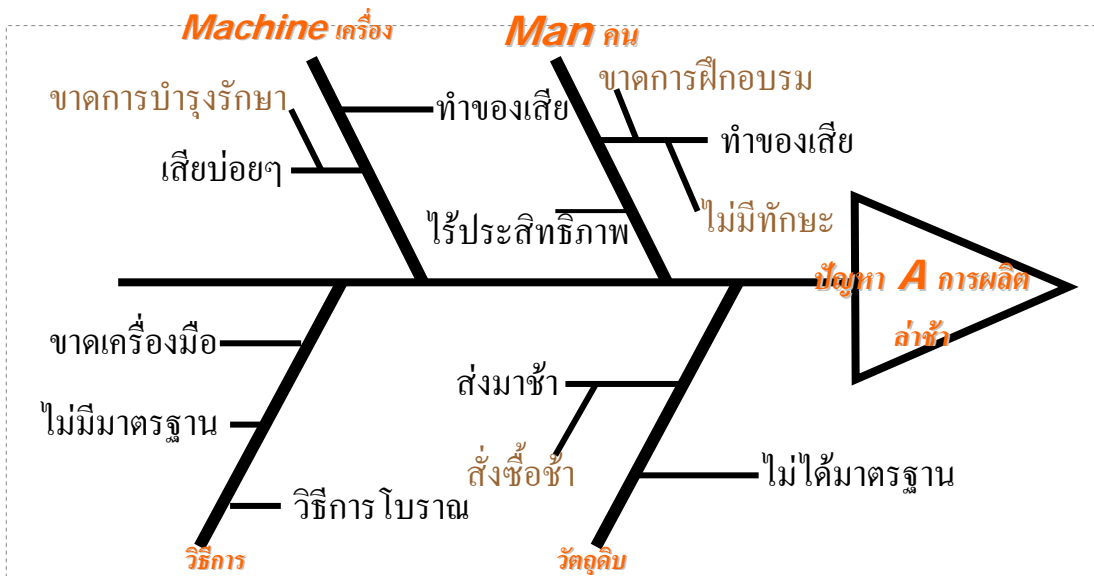 Machine เครื่อง
Man คน
ขาดการบำรุงรักษา
ทำของเสีย
เสียบ่อยๆ
ขาดการฝึกอบรม
ทำของเสีย
ไร้ประสิทธิภาพ
ไม่มีทักษะ
ปัญหา A การผลิต
ล่าช้า
ขาดเครื่องมือ
ไม่มีมาตรฐาน
วิธีการโบราณ
วิธีการ
ส่งมาช้า
สั่งซื้อช้า
ไม่ได้มาตรฐาน
วัตถุดิบ